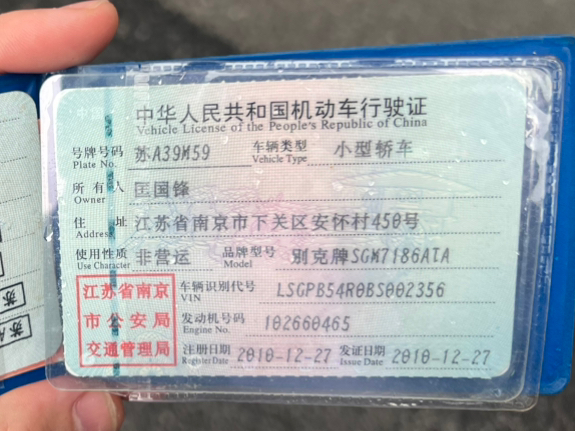 中华人民共和国机动车行驶证
Vehicle License of the People's Republic of China
号牌号码 苏A39M59 车辆类型 小型轿车
Plate No. Vehicle Type
所有人 匡国锋
Owner
住址 江苏省南京市下关区安怀村450号
Address
使用性质 非营运 品牌型号 别克牌SGM7186ATA
Use Character Model
江苏省南京
市公安局
交通管理局
车辆识别代号 LSGPB54R0BS002356
VIN
发动机号码 102660465
Engine No.
注册日期 2010-12-27 发证日期 2010-12-27
Register Date Issue Date